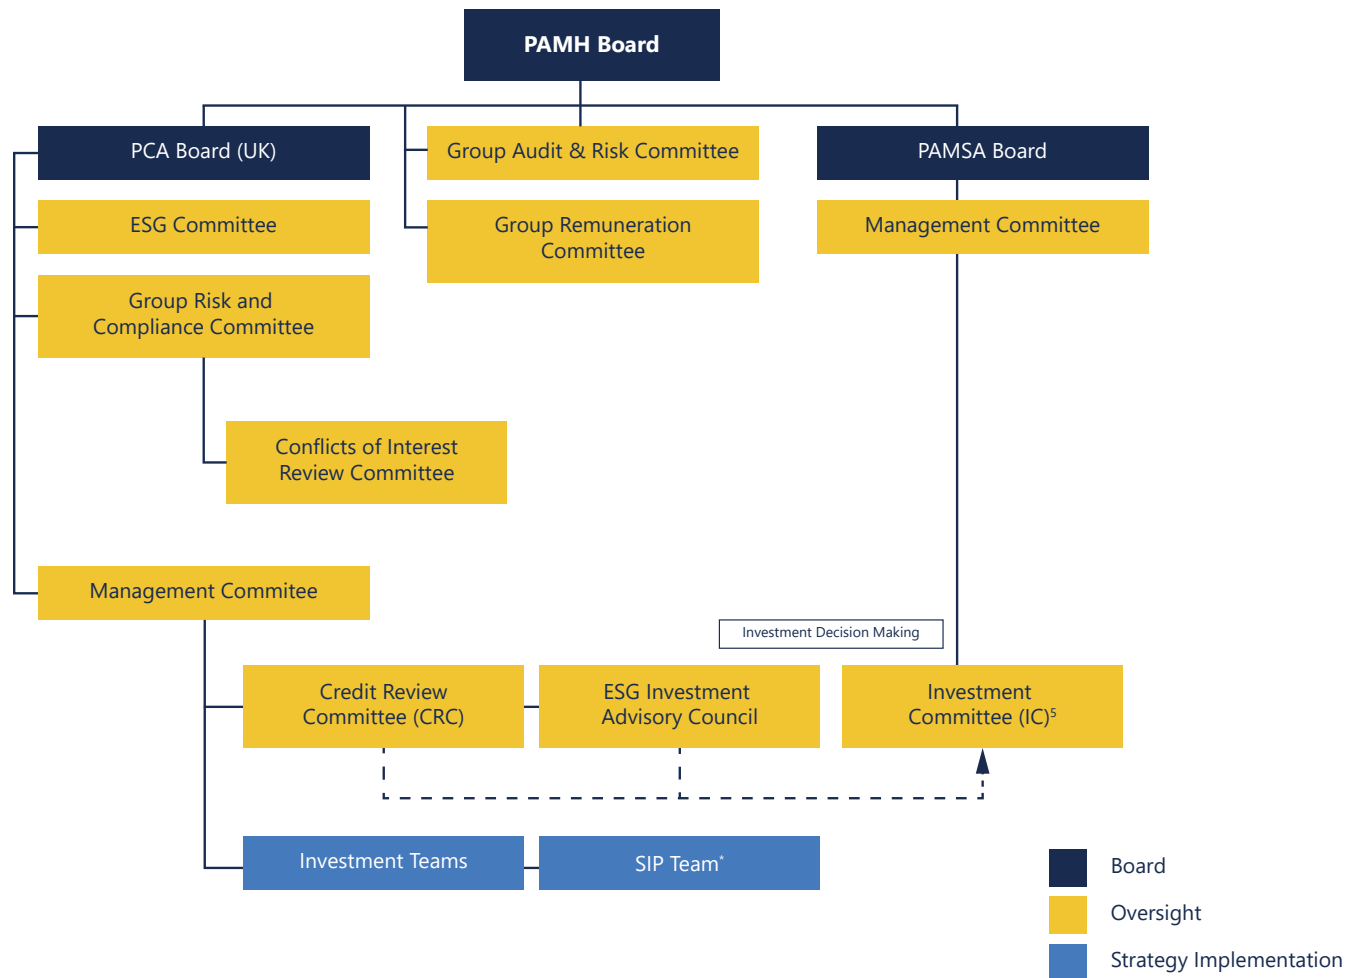 PAMH Board
PCA Board (UK)
Group Audit & Risk Committee
PAMSA Board
ESG Committee
Group Remuneration
Committee
Management Committee
Group Risk and
Compliance Committee
Conflicts of Interest
Review Committee
Management Commitee
Investment Decision Making
Credit Review
Committee (CRC)
ESG Investment
Advisory Council
Investment
Committee (IC)⁵
Investment Teams
SIP Team*
Board
Oversight
Strategy Implementation